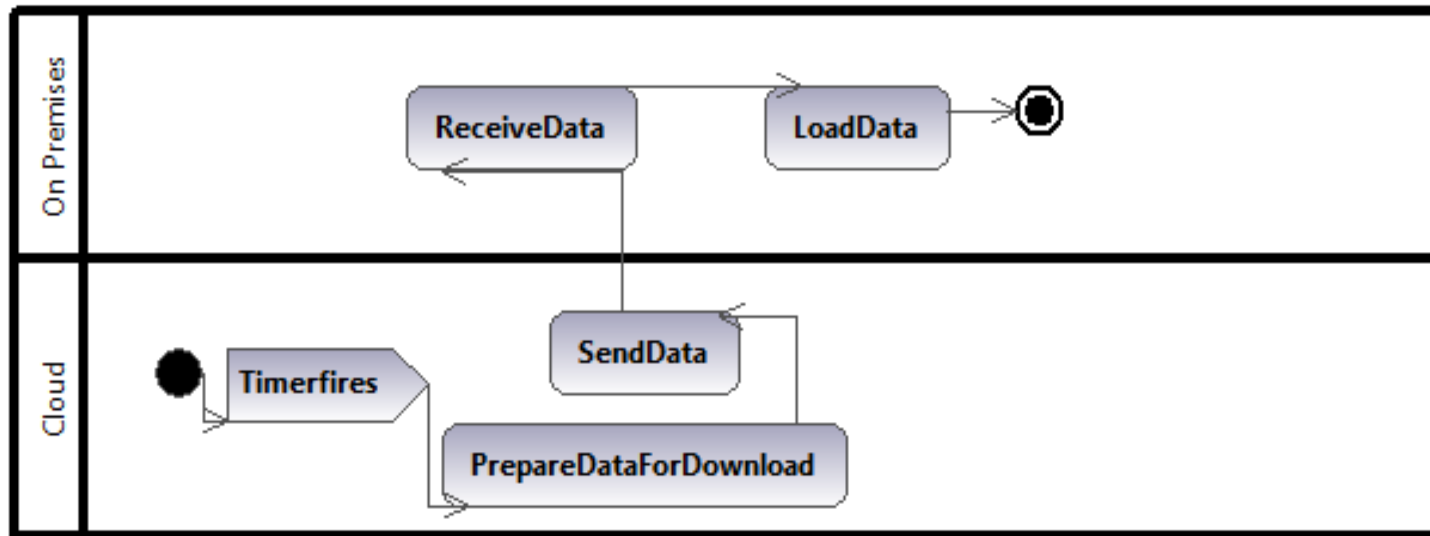 On Premises
ReceiveData
LoadData
Cloud
Timerfires
SendData
PrepareDataForDownload